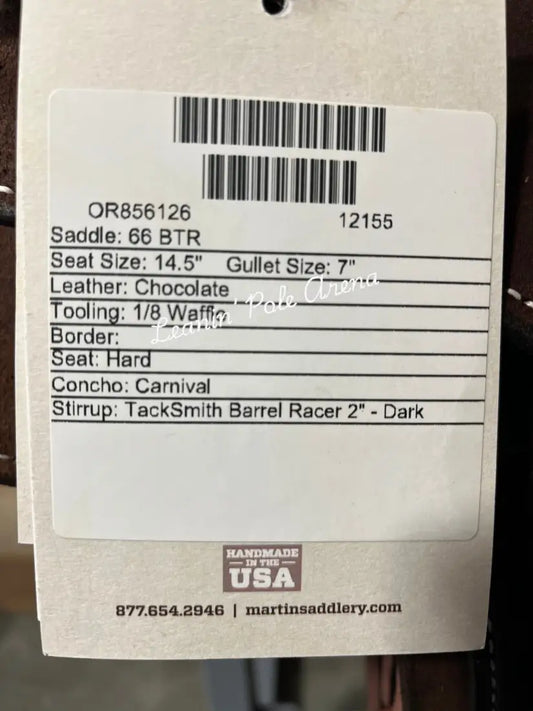 OR856126 12155
Saddle: 66 BTR
Seat Size: 14.5" Gullet Size: 7"
Leather: Chocolate
Tooling: 1/8 Waffle
Leanin' Pole Arena
Border:
Seat: Hard
Concho: Carnival
Stirrup: TackSmith Barrel Racer 2" - Dark
HANDMADE
IN THE
USA
877.654.2946 | martinsaddlery.com